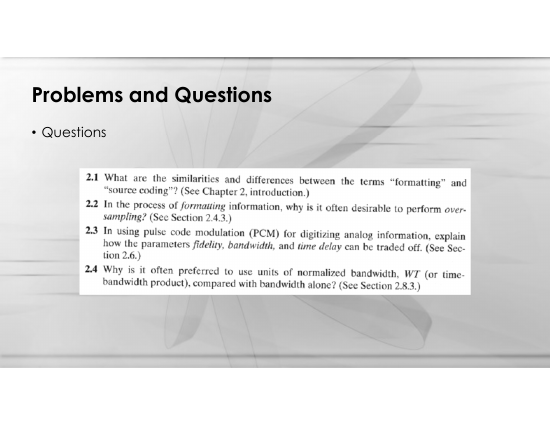 Problems and Questions
• Questions
2.1 What are the similarities and differences between the terms "formatting" and
"source coding"? (See Chapter 2, introduction.)
2.2 In the process of formatting information, why is it often desirable to perform over-
sampling? (See Section 2.4.3.)
2.3 In using pulse code modulation (PCM) for digitizing analog information, explain
how the parameters fidelity, bandwidth, and time delay can be traded off. (See Sec-
tion 2.6.)
2.4 Why is it often preferred to use units of normalized bandwidth, WT (or time-
bandwidth product), compared with bandwidth alone? (See Section 2.8.3.)